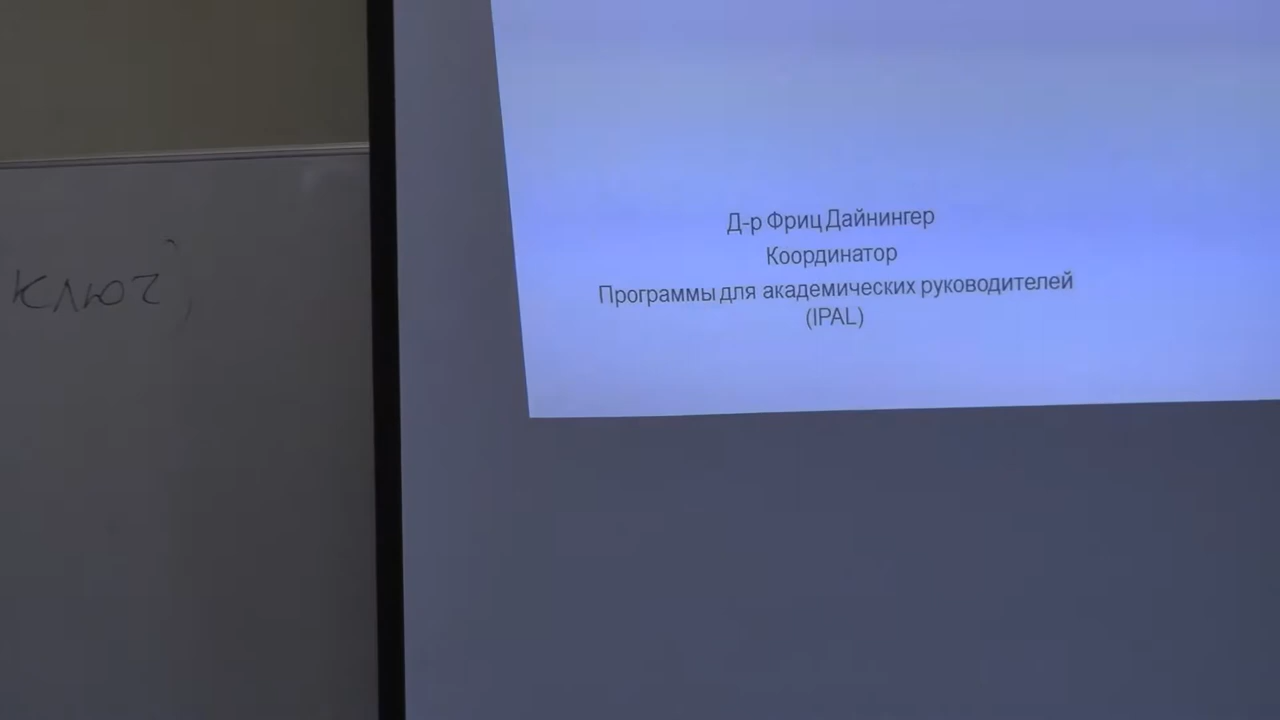 ключ,
Д-р Фриц Дайнингер
Координатор
Программы для академических руководителей
(IPAL)